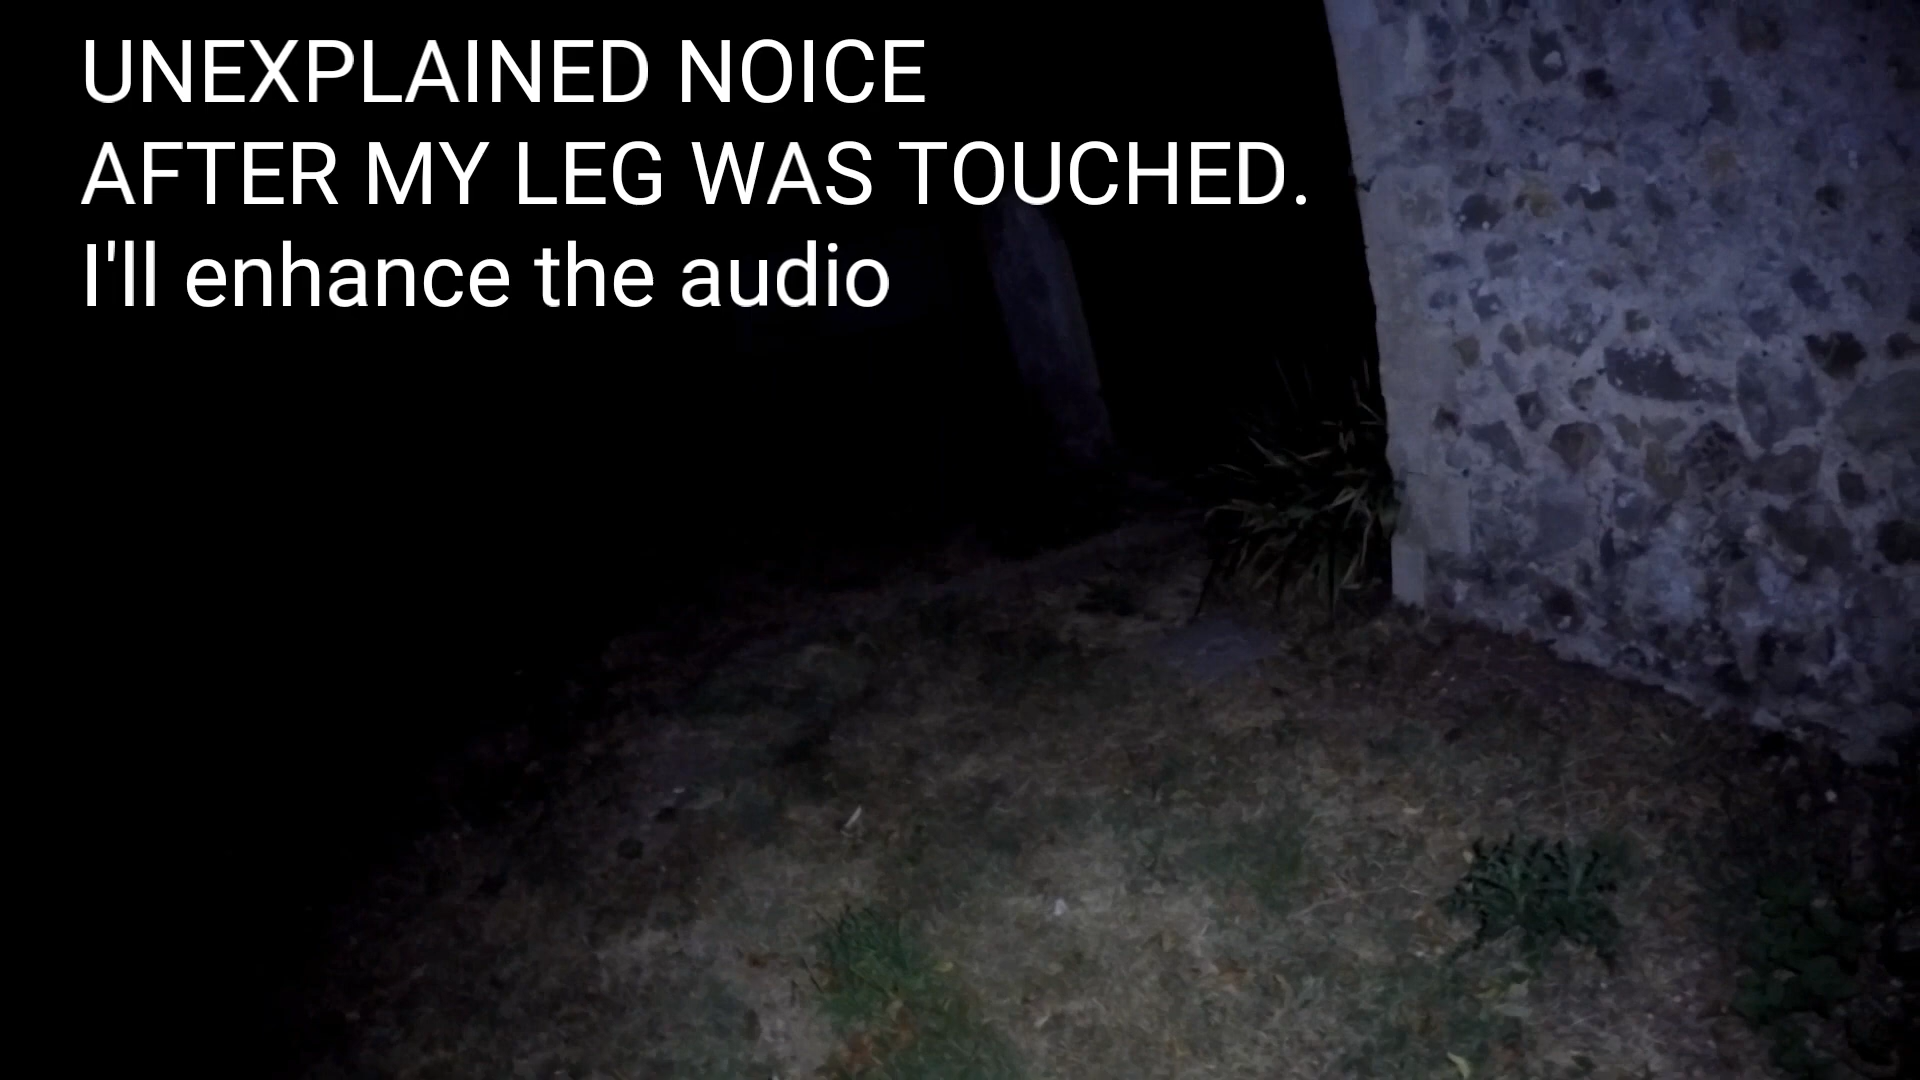 UNEXPLAINED NOICE
AFTER MY LEG WAS TOUCHED.
I'll enhance the audio